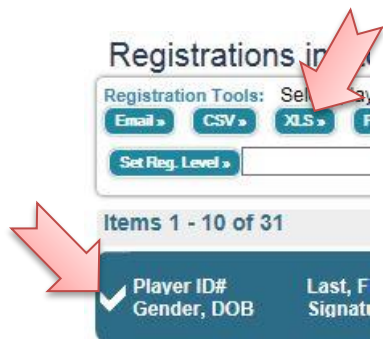 Registrations in
Registration Tools:
Email » CSV » XLS »
Set Reg. Level »
Items 1 - 10 of 31
Player ID# Last, F
Gender, DOB Signatu